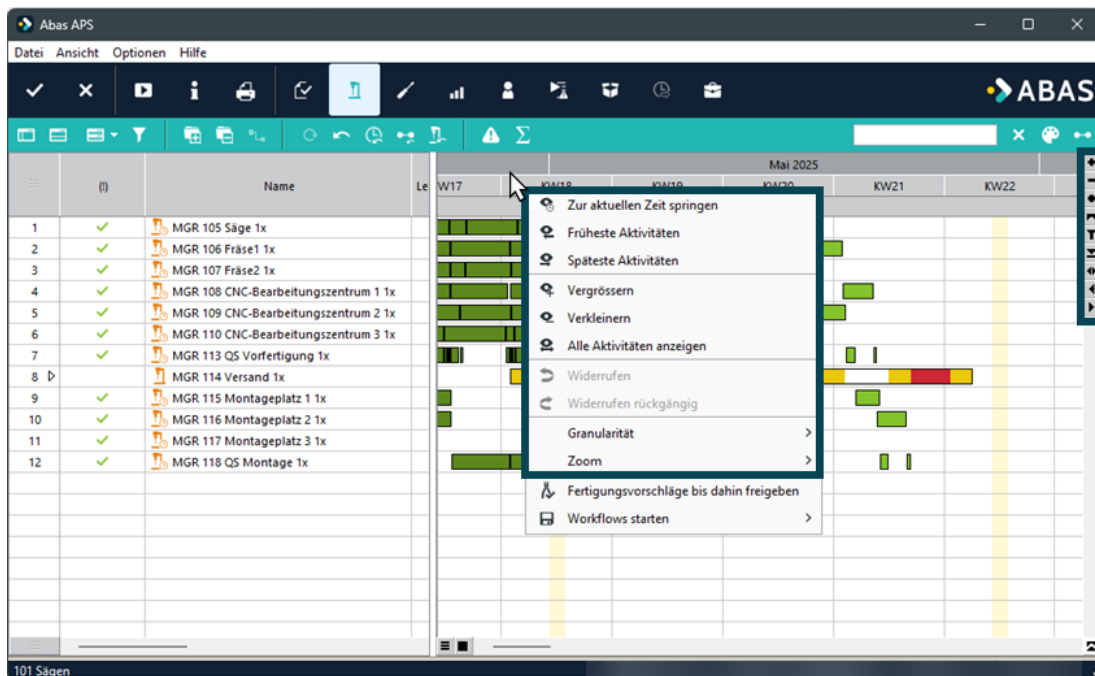 Abas APS
Datei Ansicht Optionen Hilfe
ABAS
Mai 2025
(!) Name Le W17 KW18 KW19 KW20 KW21 KW22
1 MGR 105 Säge 1x
2 MGR 106 Fräse1 1x
3 MGR 107 Fräse2 1x
4 MGR 108 CNC-Bearbeitungszentrum 1 1x
5 MGR 109 CNC-Bearbeitungszentrum 2 1x
6 MGR 110 CNC-Bearbeitungszentrum 3 1x
7 MGR 113 QS Vorfertigung 1x
8 MGR 114 Versand 1x
9 MGR 115 Montageplatz 1 1x
10 MGR 116 Montageplatz 2 1x
11 MGR 117 Montageplatz 3 1x
12 MGR 118 QS Montage 1x
Zur aktuellen Zeit springen
Früheste Aktivitäten
Späteste Aktivitäten
Vergrössern
Verkleinern
Alle Aktivitäten anzeigen
Widerrufen
Widerrufen rückgängig
Granularität
Zoom
Fertigungsvorschläge bis dahin freigeben
Workflows starten
101 Sägen